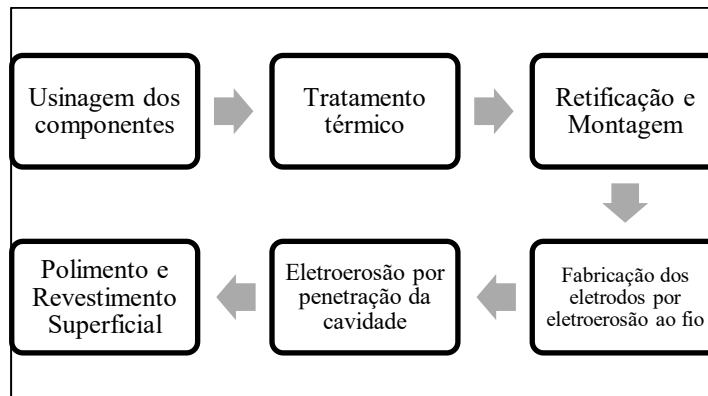 Usinagem dos
componentes
Tratamento
térmico
Retificação e
Montagem
Fabricação dos
eletrodos por
eletroerosão ao fio
Eletroerosão por
penetração da
cavidade
Polimento e
Revestimento
Superficial